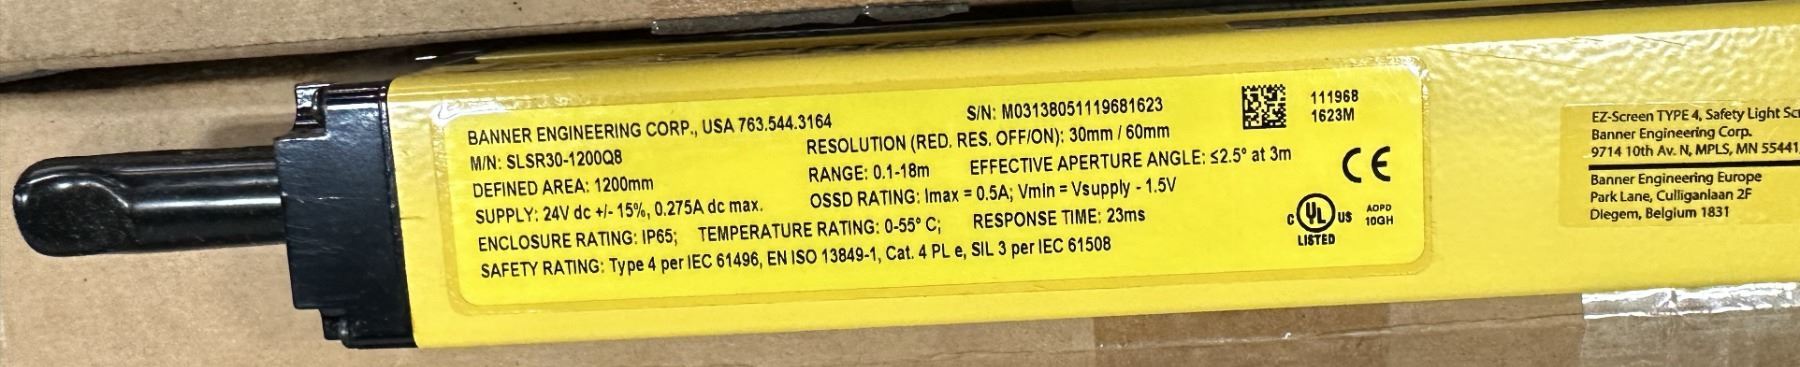 BANNER ENGINEERING CORP., USA 763.544.3164
S/N: M03138051119681623
M/N: SLSR30-1200Q8
RESOLUTION (RED. RES. OFF/ON): 30mm / 60mm
DEFINED AREA: 1200mm
RANGE: 0.1-18m
EFFECTIVE APERTURE ANGLE: ≤2.5° at 3m
SUPPLY: 24V dc +/- 15%, 0.275A dc max.
OSSD RATING: Imax = 0.5A; Vmin = Vsupply - 1.5V
ENCLOSURE RATING: IP65;
TEMPERATURE RATING: 0-55° C;
RESPONSE TIME: 23ms
SAFETY RATING: Type 4 per IEC 61496, EN ISO 13849-1, Cat. 4 PL e, SIL 3 per IEC 61508
111968
1623M
CE
C UL US
LISTED
AOPD
10GH
EZ-Screen TYPE 4, Safety Light
Banner Engineering Corp.
9714 10th Av. N, MPLS, MN 55441,
Banner Engineering Europe
Park Lane, Culliganlaan 2F
Diegem, Belgium 1831